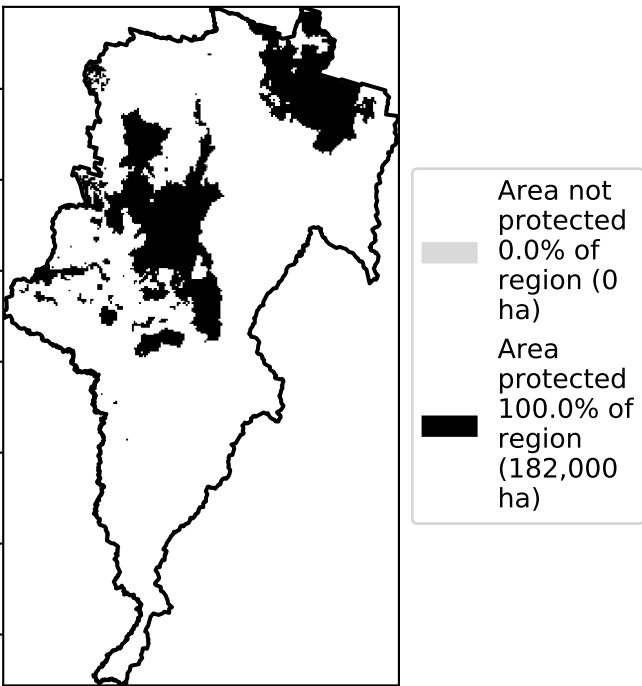 Area not
protected
0.0% of
region (0
ha)
Area
protected
100.0% of
region
(182,000
ha)